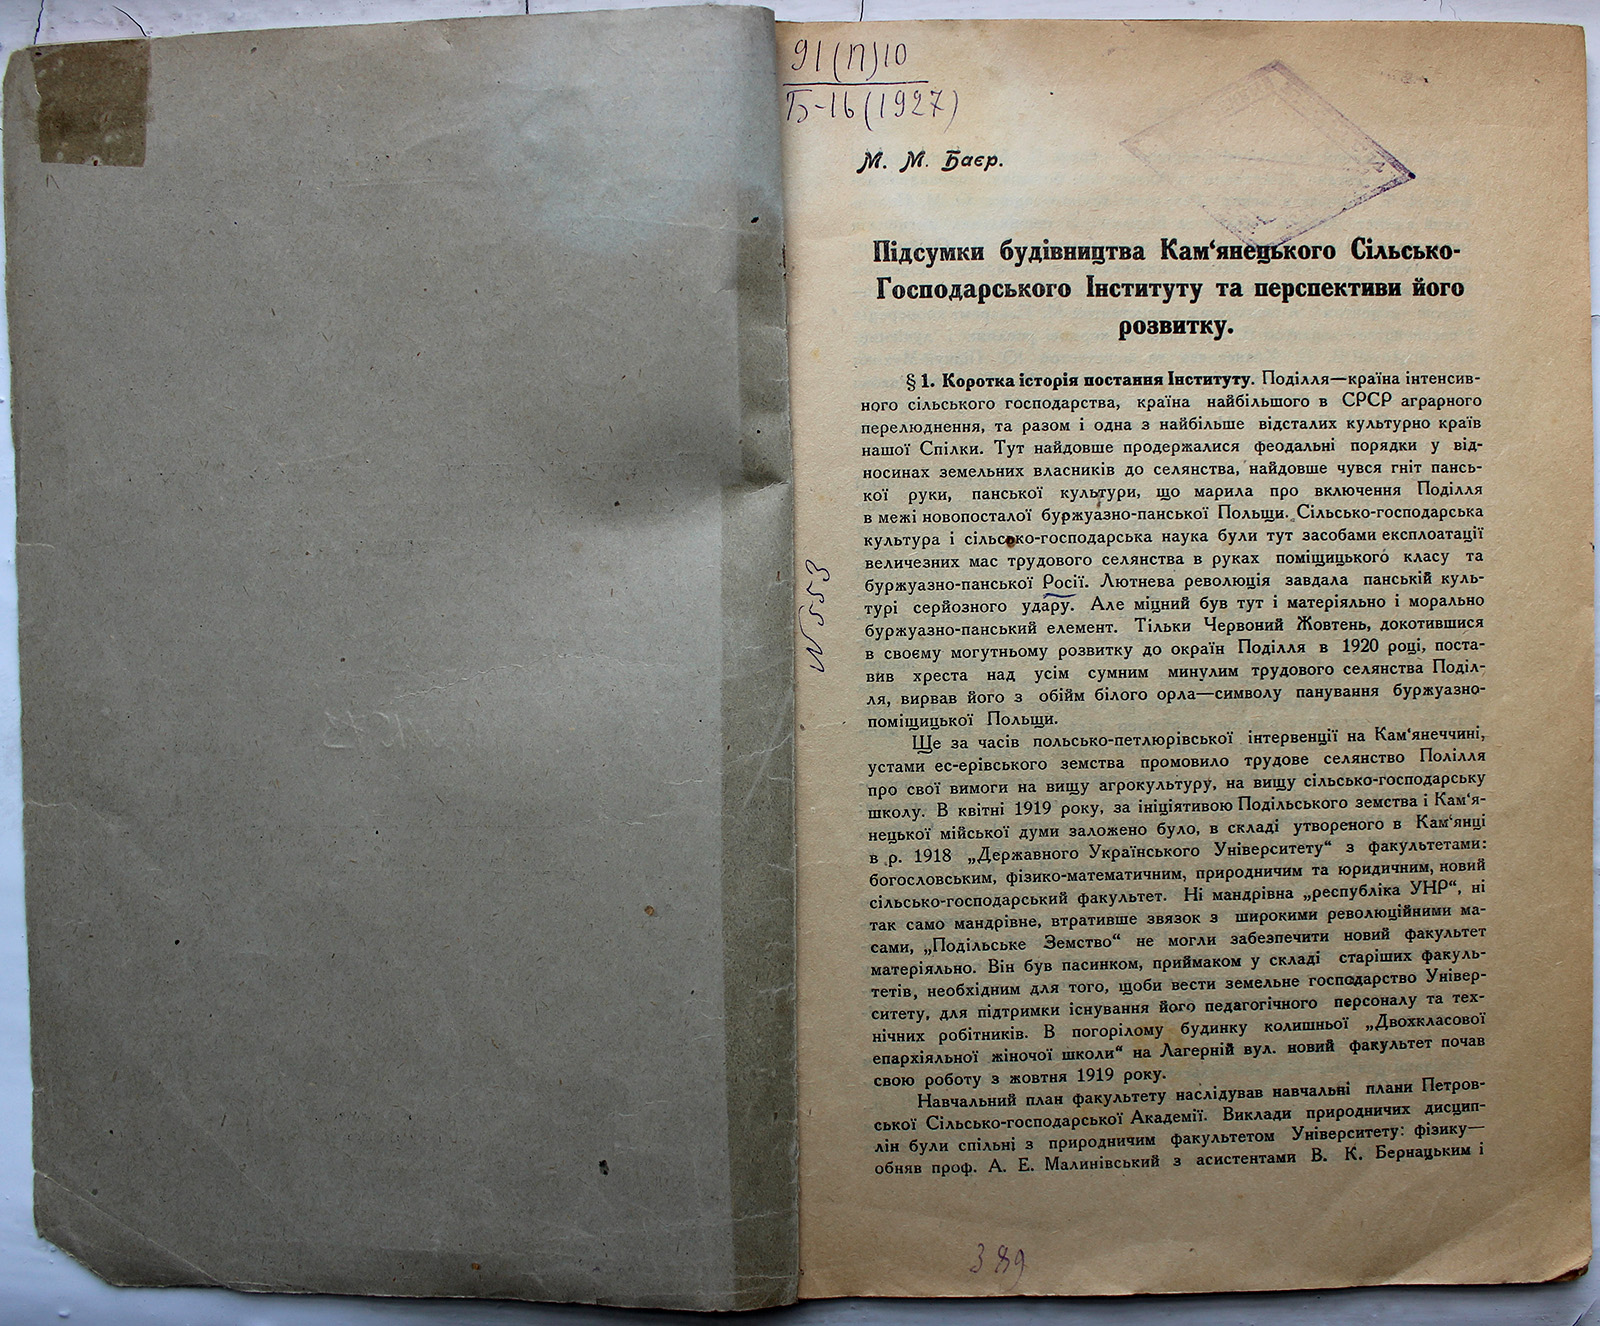 91(П)10
Б-16(1927)
М. М. Баєр.
Підсумки будівництва Кам‘янецького Сільсько-
Господарського Інституту та перспективи його
розвитку.
§ 1. Коротка історія постання Інституту. Поділля—країна інтенсив-
ного сільського господарства, країна найбільшого в СРСР аграрного
перелюднення, та разом і одна з найбільше відсталих культурно країв
нашої Спілки. Тут найдовше продержалися феодальні порядки у від-
носинах земельних власників до селянства, найдовше чувся гніт пансь-
кої руки, панської культури, що марила про включення Поділля
в межі новопосталої буржуазно-панської Польщи. Сільсько-господарська
культура і сільсько-господарська наука були тут засобами експлоатації
величезних мас трудового селянства в руках поміщицького класу та
буржуазно-панської Росії. Лютнева революція завдала панській куль-
турі серйозного удару. Але міцний був тут і матеріяльно і морально
буржуазно-панський елемент. Тільки Червоний Жовтень, докотившися
в своєму могутньому розвитку до окраїн Поділля в 1920 році, поста-
вив хреста над усім сумним минулим трудового селянства Поділ-
ля, вирвав його з обійм білого орла—символу панування буржуазно-
поміщицької Польщи.
Ще за часів польсько-петлюрівської інтервенції на Кам‘янеччині,
устами ес-ерівського земства промовило трудове селянство Полілля
про свої вимоги на вищу агрокультуру, на вищу сільсько-господарську
школу. В квітні 1919 року, за ініціятивою Подільського земства і Кам‘я-
нецької мійської думи заложено було, в складі утвореного в Кам‘янці
в р. 1918 „Державного Українського Університету“ з факультетами:
богословським, фізико-математичним, природничим та юридичним, новий
сільсько-господарський факультет. Ні мандрівна „республіка УНР“, ні
так само мандрівне, втративше звязок з широкими революційними ма-
сами, „Подільське Земство“ не могли забезпечити новий факультет
матеріяльно. Він був пасинком, приймаком у складі старіших факуль-
тетів, необхідним для того, щоби вести земельне господарство Універ-
ситету, для підтримки існування його педагогічного персоналу та тех-
нічних робітників. В погорілому будинку колишньої „Двохкласової
епархіяльної жіночої школи“ на Лагерній вул. новий факультет почав
свою роботу з жовтня 1919 року.
Навчальний план факультету наслідував навчальні плани Петров-
ської Сільсько-господарської Академії. Виклади природничих дисцип-
лін були спільні з природничим факультетом Університету: фізику—
обняв проф. А. Е. Малинівський з асистентами В. К. Бернацьким і
N 553
389